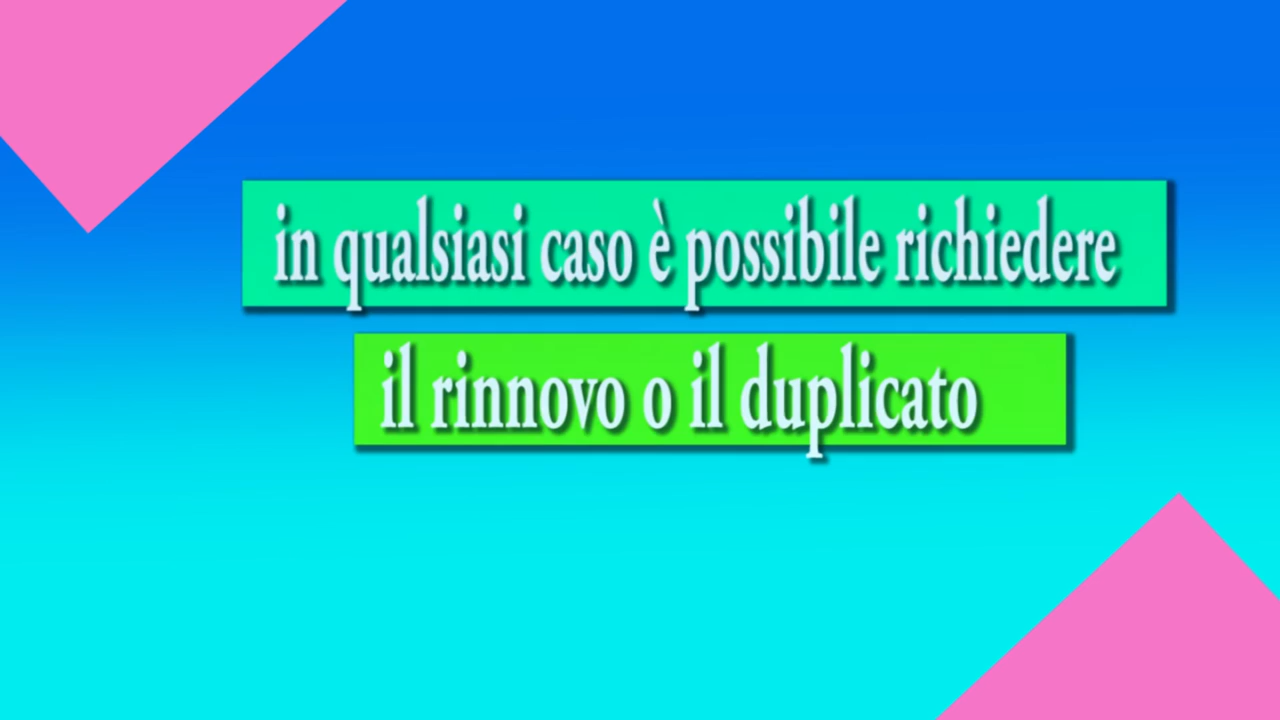 in qualsiasi caso è possibile richiedere
il rinnovo o il duplicato